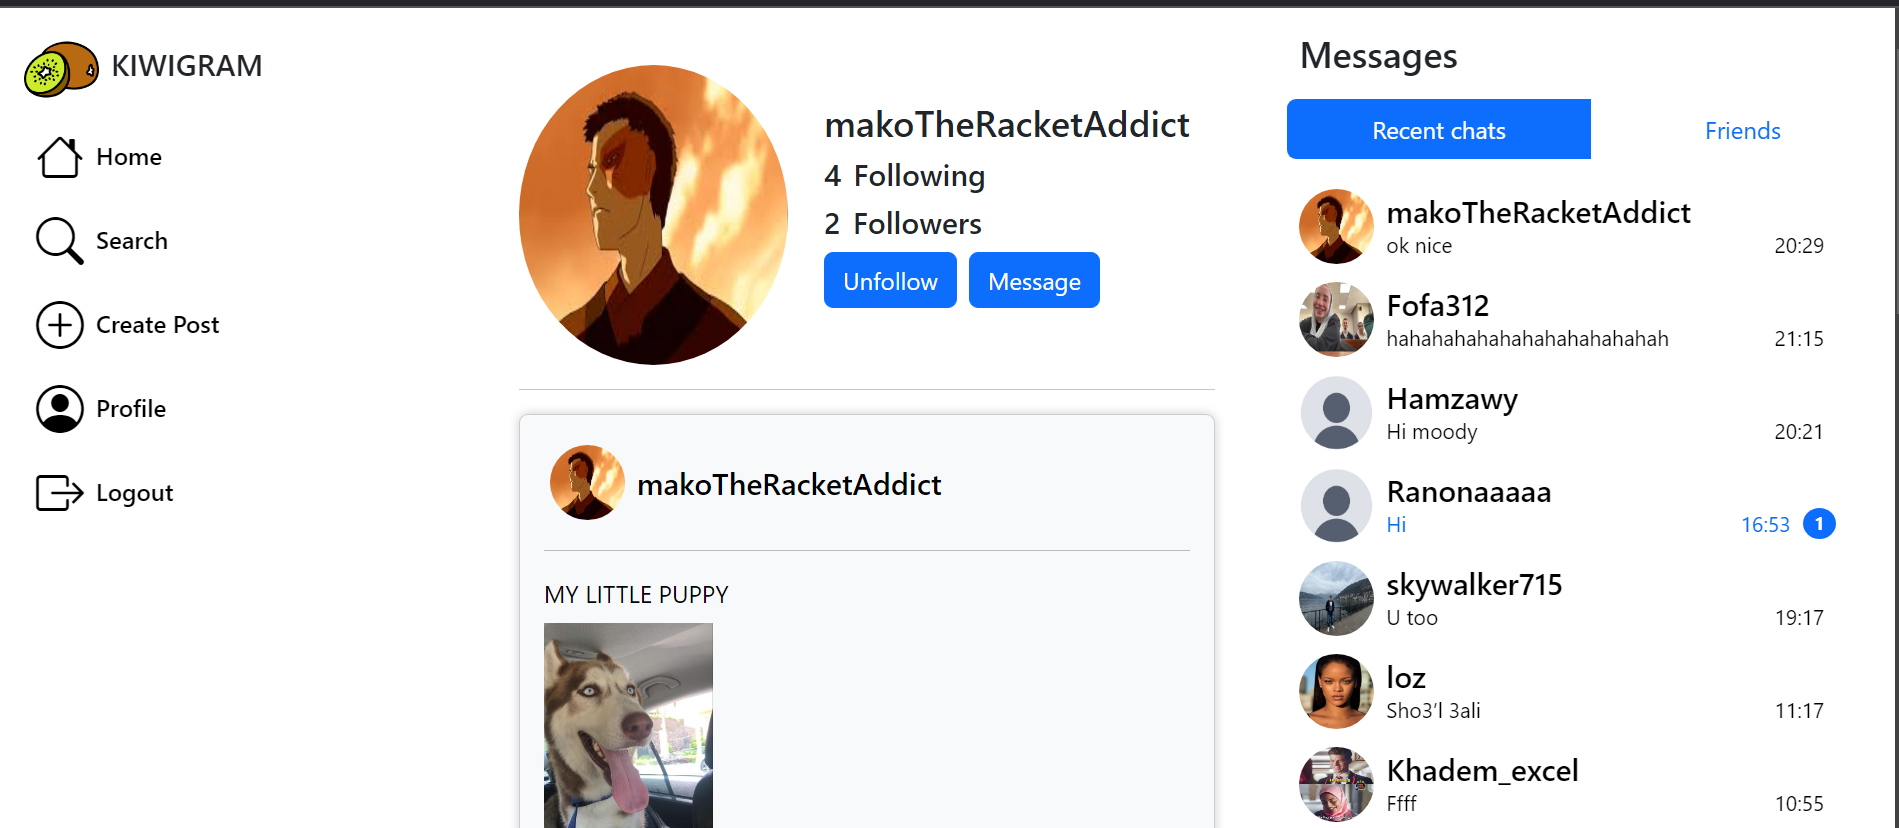 KIWIGRAM
Home
Search
Create Post
Profile
Logout
makoTheRacketAddict
4 Following
2 Followers
Unfollow Message
makoTheRacketAddict
MY LITTLE PUPPY
Messages
Recent chats Friends
makoTheRacketAddict
ok nice 20:29
Fofa312
hahahahahahahahahahahahah 21:15
Hamzawy
Hi moody 20:21
Ranonaaaaa
Hi 16:53 1
skywalker715
U too 19:17
loz
Sho3'l 3ali 11:17
Khadem_excel
Ffff 10:55